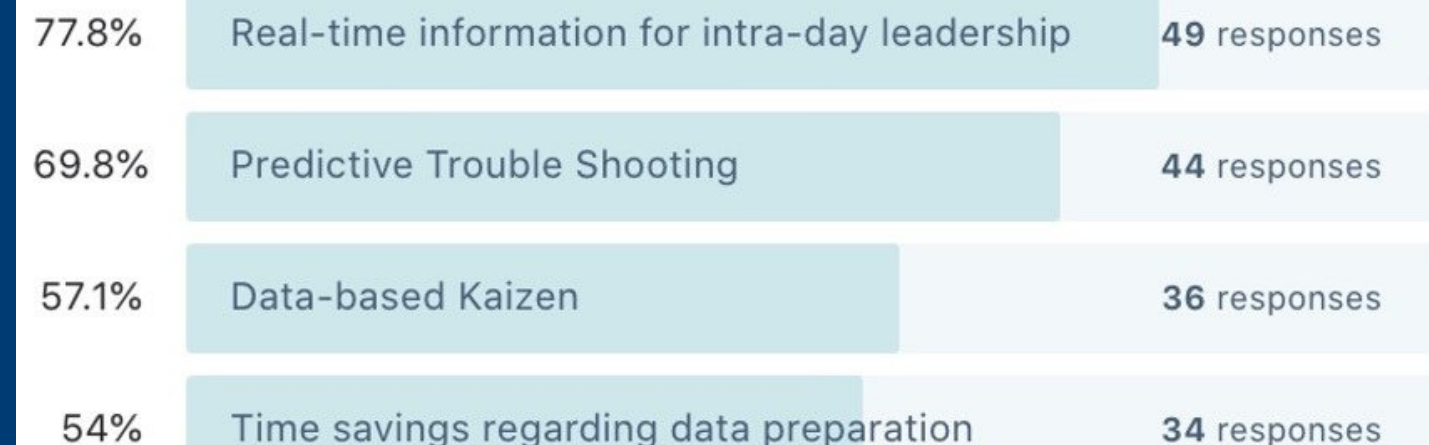 77.8% Real-time information for intra-day leadership 49 responses
69.8% Predictive Trouble Shooting 44 responses
57.1% Data-based Kaizen 36 responses
54% Time savings regarding data preparation 34 responses